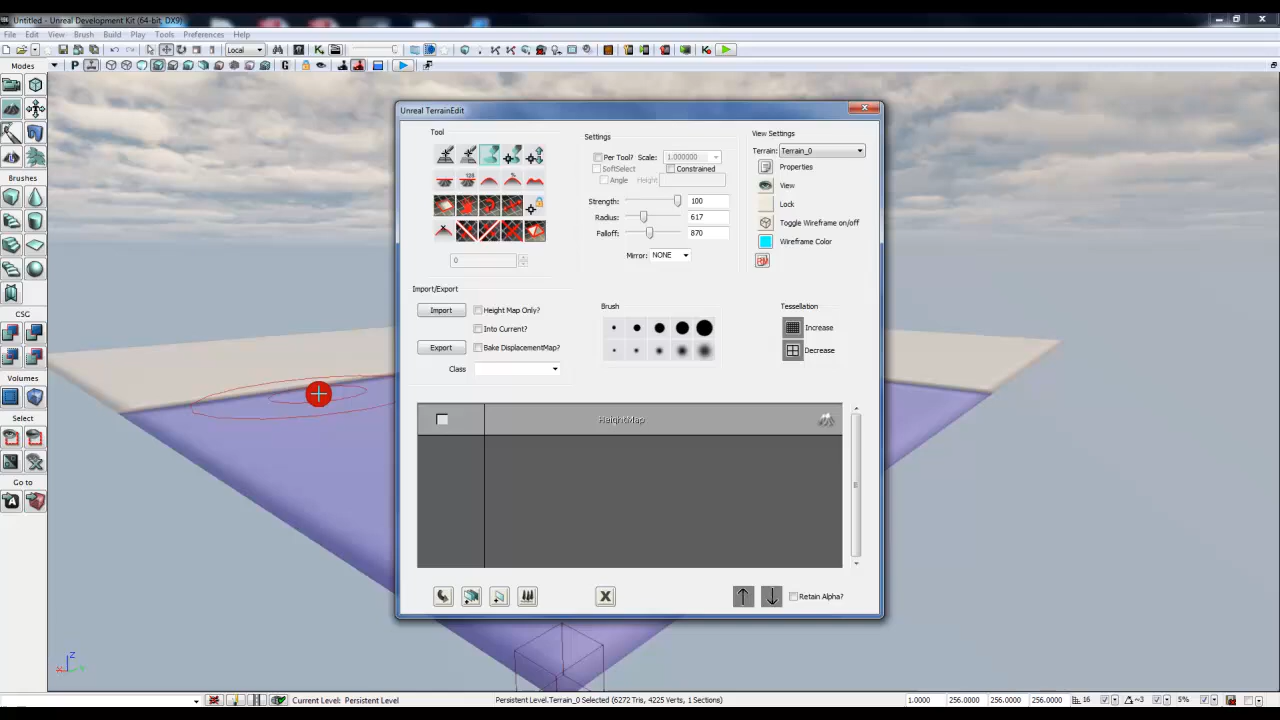 Untitled - Unreal Development Kit (64-bit, DX9)
File Edit View Brush Build Play Tools Preferences Help
Local
Modes
P
G
Brushes
CSG
Volumes
Select
Go to
Unreal TerrainEdit
Tool
0
Settings
Per Tool? Scale: 1.000000
SoftSelect Constrained
Angle Height
Strength: 100
Radius: 617
Falloff: 870
Mirror: NONE
View Settings
Terrain: Terrain_0
Properties
View
Lock
Toggle Wireframe on/off
Wireframe Color
Import/Export
Import Height Map Only?
Into Current?
Export Bake DisplacementMap?
Class
Brush
Tessellation
Increase
Decrease
HeightMap
X
Retain Alpha?
Z
X Y
Current Level: Persistent Level
Persistent Level.Terrain_0 Selected (6272 Tris, 4225 Verts, 1 Sections)
1.0000 256.0000 256.0000 256.0000 16 ~3 5%